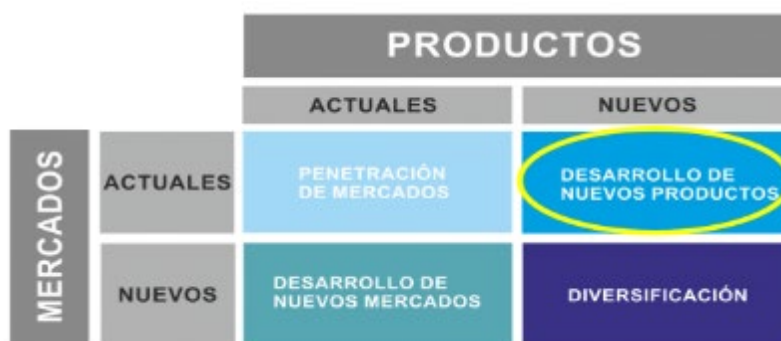 PRODUCTOS
ACTUALES
NUEVOS
MERCADOS
ACTUALES
PENETRACIÓN
DE MERCADOS
DESARROLLO DE
NUEVOS PRODUCTOS
NUEVOS
DESARROLLO DE
NUEVOS MERCADOS
DIVERSIFICACIÓN